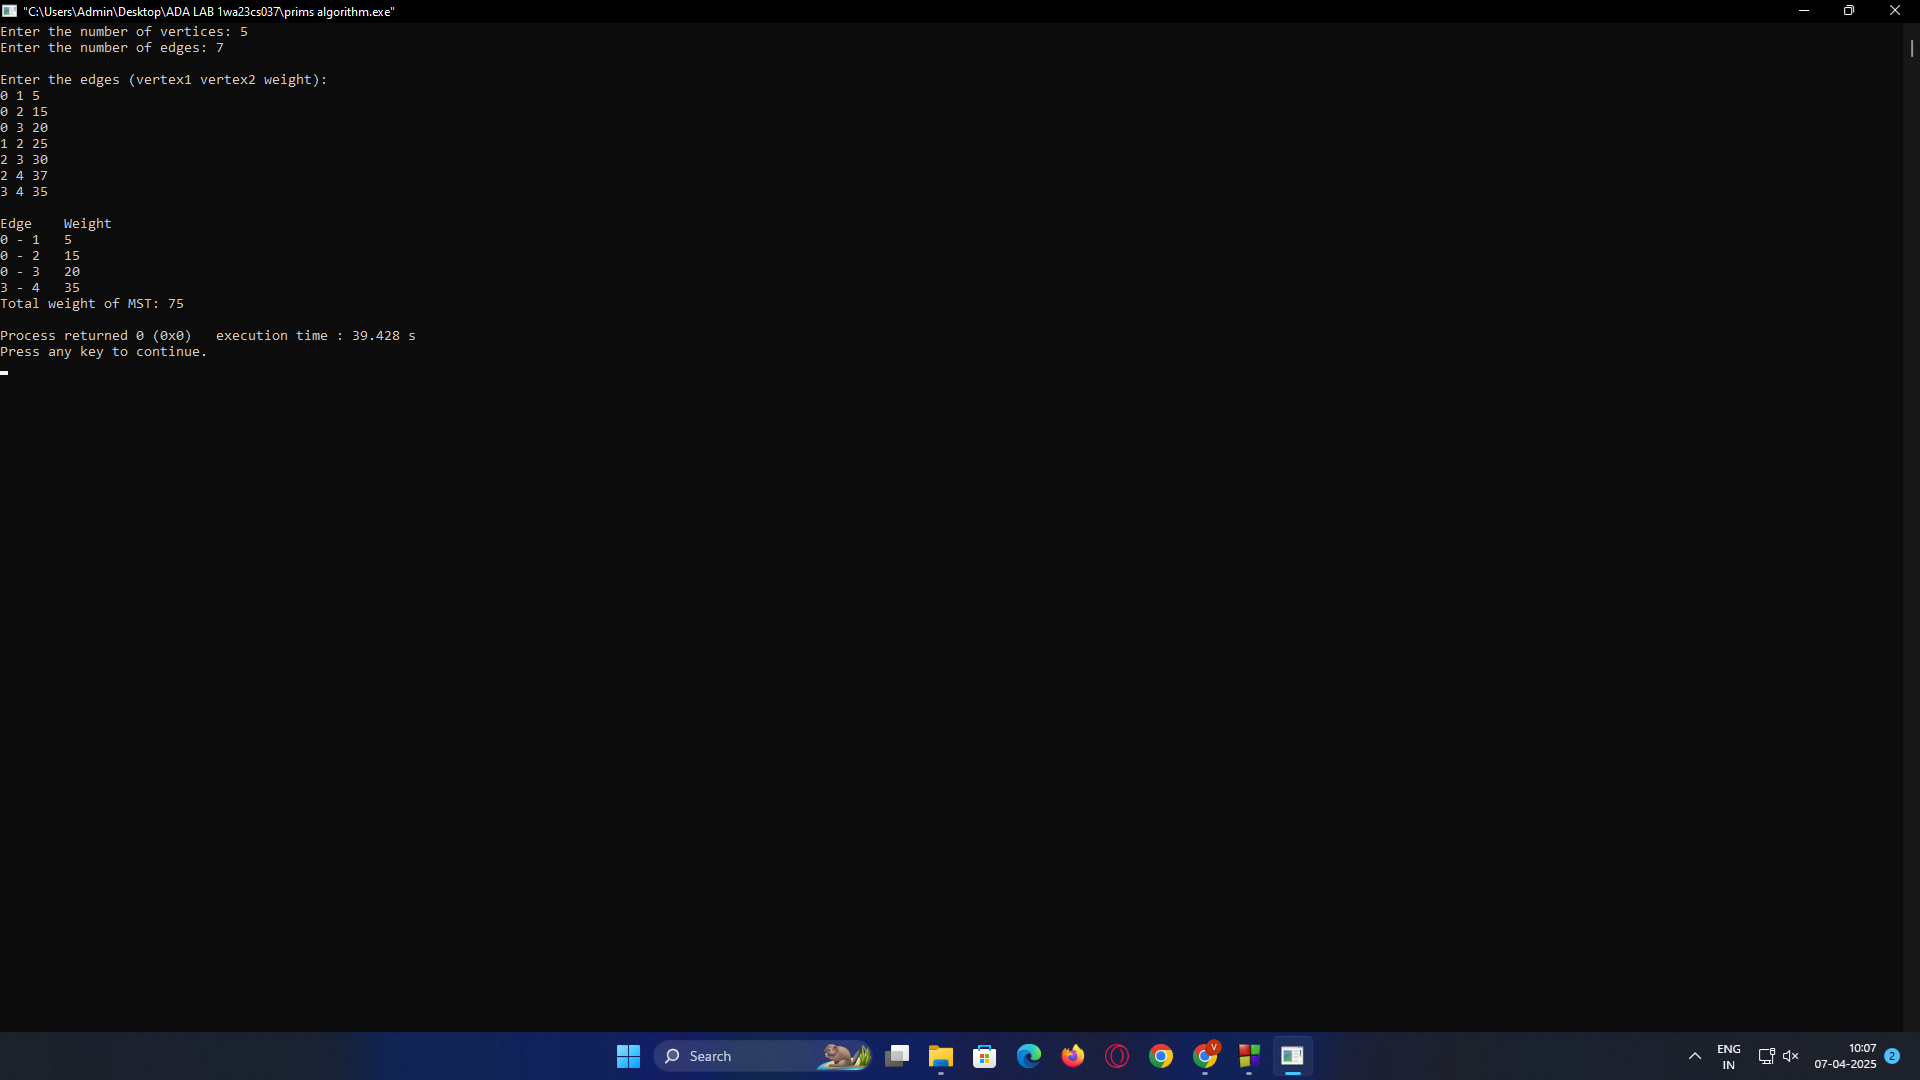 "C:\Users\Admin\Desktop\ADA LAB 1wa23cs037\prims algorithm.exe"
Enter the number of vertices: 5
Enter the number of edges: 7
Enter the edges (vertex1 vertex2 weight):
0 1 5
0 2 15
0 3 20
1 2 25
2 3 30
2 4 37
3 4 35
Edge    Weight
0 - 1   5
0 - 2   15
0 - 3   20
3 - 4   35
Total weight of MST: 75
Process returned 0 (0x0)   execution time : 39.428 s
Press any key to continue.
Search
V
ENG
IN
10:07
07-04-2025
2